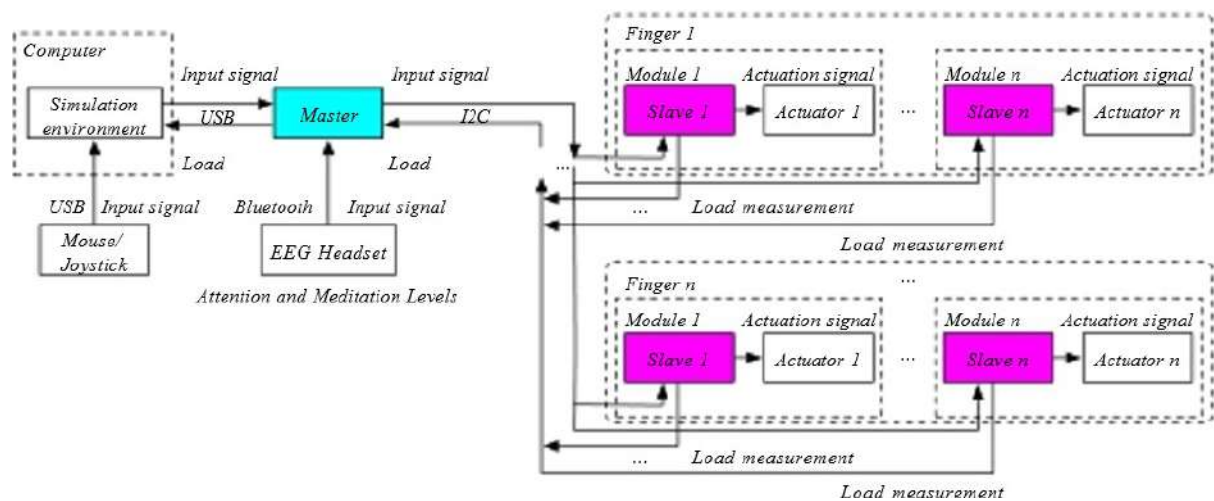 Computer
Simulation
environment
Input signal
USB
Load
Master
Input signal
I2C
Load
USB
Input signal
Mouse/
Joystick
Bluetooih
Input signal
EEG Headset
Attention and Meditation Levels
...
Finger 1
Module 1
Actuation signal
Slave 1
Actuator 1
...
Module n
Actuation signal
Slave n
Actuator n
...
Load measurement
Load measurement
...
Finger n
Module 1
Actuation signal
Slave 1
Actuator 1
...
Module n
Actuation signal
Slave n
Actuator n
...
Load measurement
Load measurement